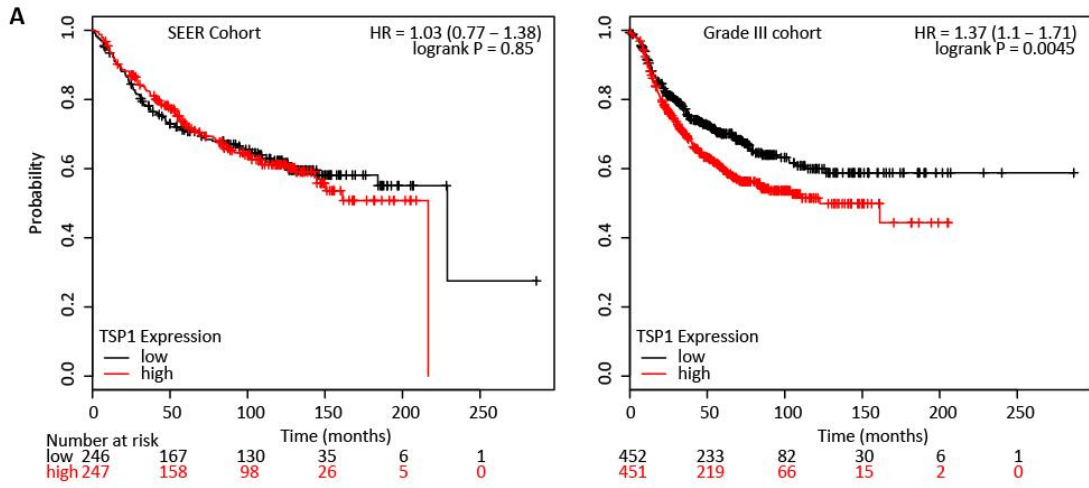 A
SEER Cohort
HR = 1.03 (0.77 – 1.38)
logrank P = 0.85
Probability
1.0
0.8
0.6
0.4
0.2
0.0
TSP1 Expression
low
high
0 50 100 150 200 250
Time (months)
Number at risk
low 246 167 130 35 6 1
high 247 158 98 26 5 0
Grade III cohort
HR = 1.37 (1.1 – 1.71)
logrank P = 0.0045
1.0
0.8
0.6
0.4
0.2
0.0
TSP1 Expression
low
high
0 50 100 150 200 250
Time (months)
452 233 82 30 6 1
451 219 66 15 2 0